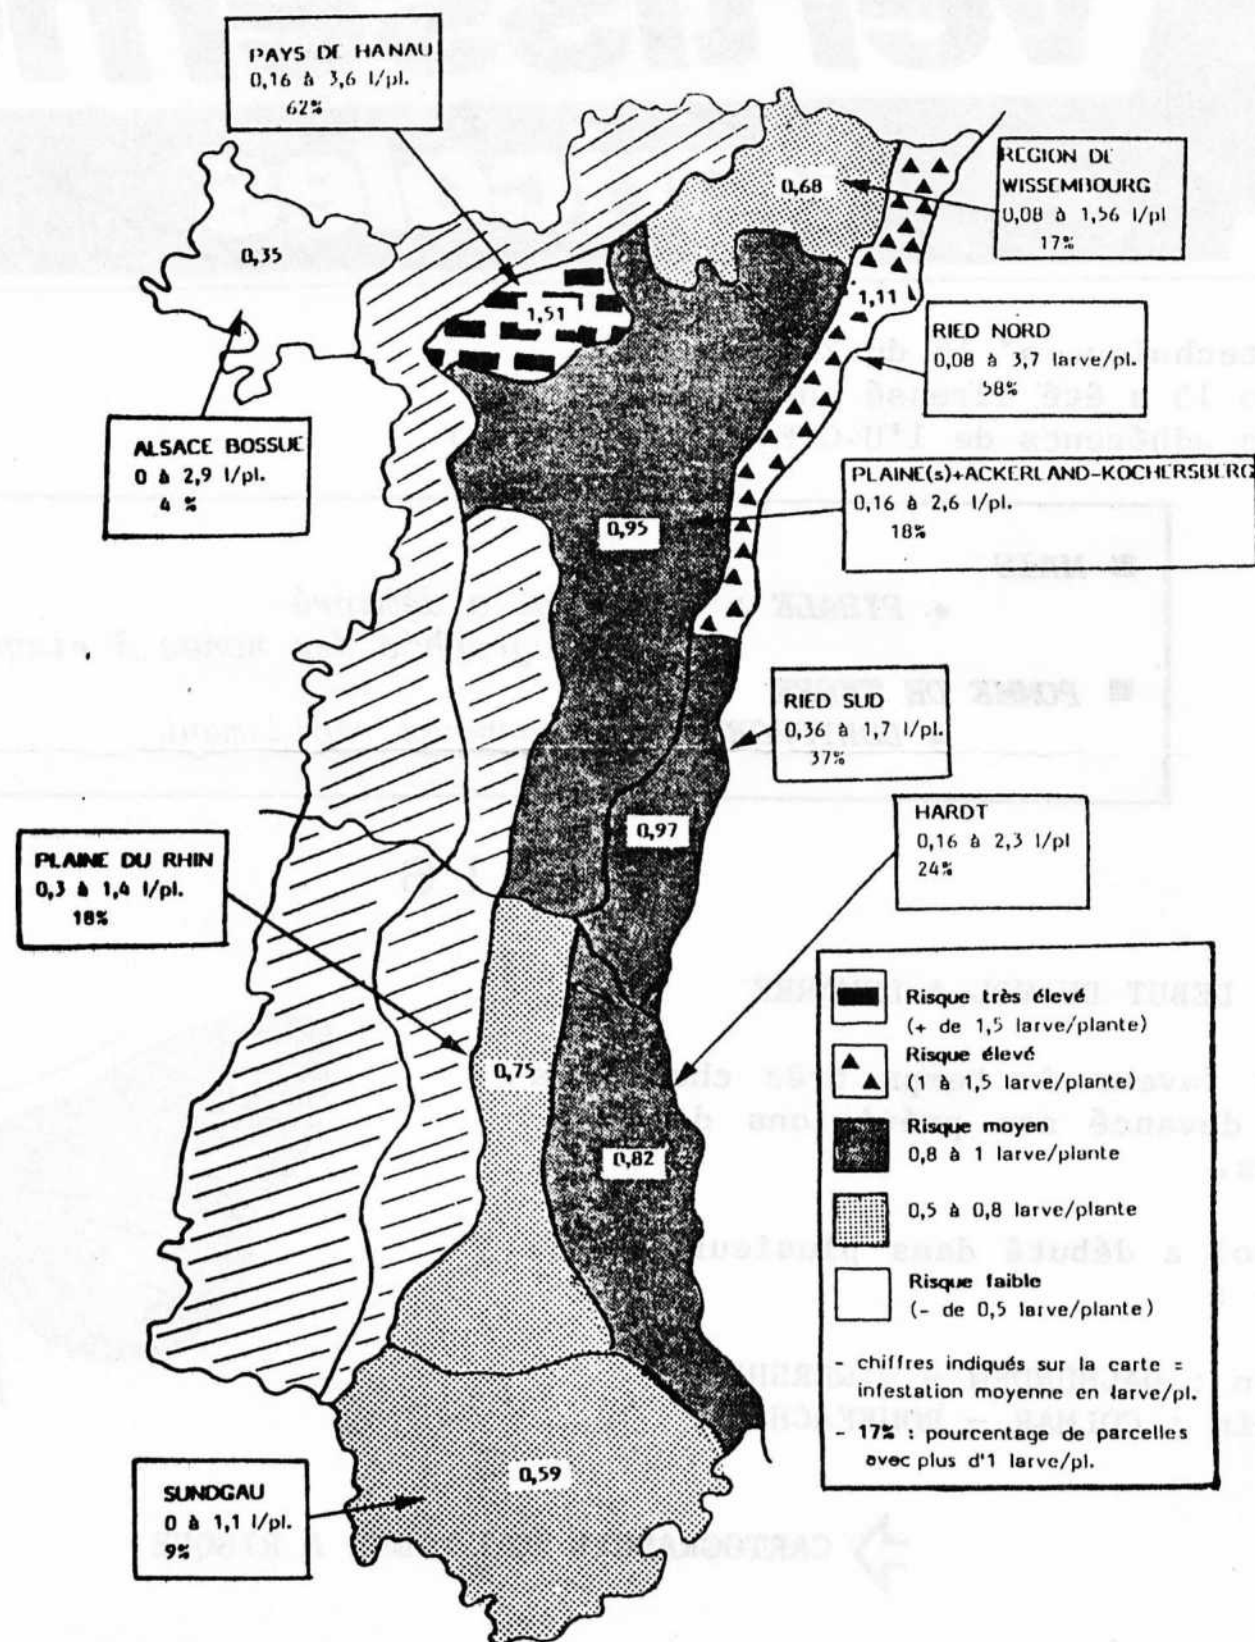 PAYS DE HANAU
0,16 à 3,6 l/pl.
62%
0,68
REGION DE
WISSEMBOURG
0,08 à 1,56 l/pl
17%
0,35
1,51
1,11
RIED NORD
0,08 à 3,7 larve/pl.
58%
ALSACE BOSSUE
0 à 2,9 l/pl.
4 %
PLAINE(s)+ACKERLAND-KOCHERSBERG
0,16 à 2,6 l/pl.
18%
0,95
RIED SUD
0,36 à 1,7 l/pl.
37%
0,97
HARDT
0,16 à 2,3 l/pl
24%
PLAINE DU RHIN
0,3 à 1,4 l/pl.
18%
0,75
0,82
Risque très élevé
(+ de 1,5 larve/plante)
Risque élevé
(1 à 1,5 larve/plante)
Risque moyen
0,8 à 1 larve/plante
0,5 à 0,8 larve/plante
Risque faible
(- de 0,5 larve/plante)
- chiffres indiqués sur la carte =
infestation moyenne en larve/pl.
- 17% : pourcentage de parcelles
avec plus d'1 larve/pl.
0,59
SUNDGAU
0 à 1,1 l/pl.
9%